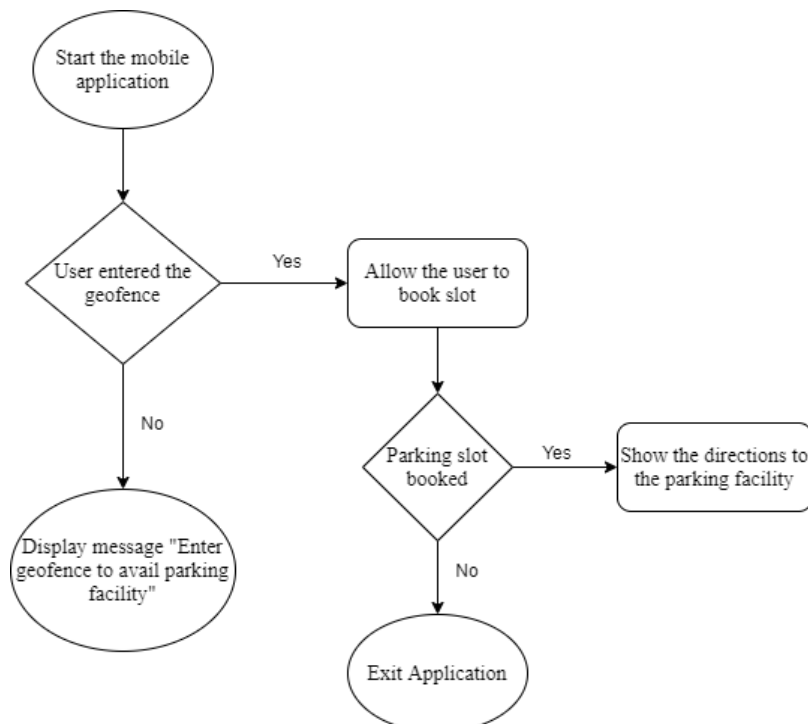 Start the mobile
application
User entered the
geofence
Yes
Allow the user to
book slot
No
Parking slot
booked
Yes
Show the directions to
the parking facility
Display message "Enter
geofence to avail parking
facility"
No
Exit Application